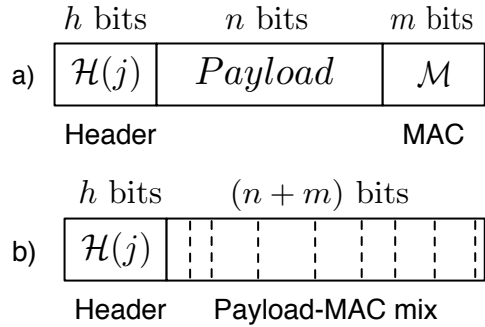 h bits n bits m bits
a) H(j) Payload M
Header MAC
h bits (n + m) bits
b) H(j)
Header Payload-MAC mix